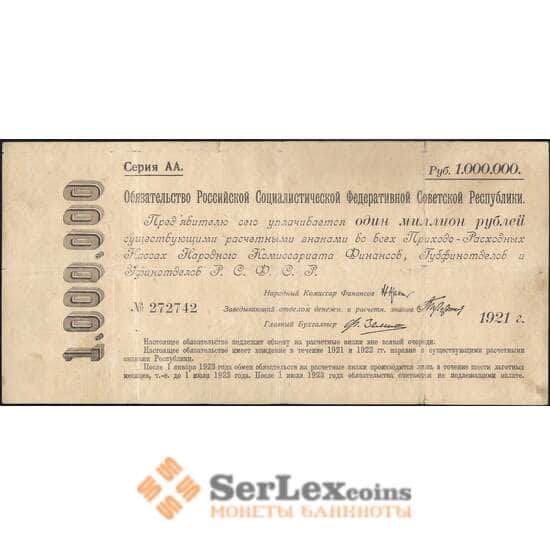 Серия АА.
Руб. 1.000.000.
1.000.000
Обязательство Российской Социалистической Федеративной Советской Республики.
Пред'явителю сего уплачивается один миллион рублей
существующими расчетными знаками во всех Приходо-Расходных
Кассах Народного Комиссариата Финансов, Губфинотделов и
Уфинотделов Р. С. Ф. С. Р.
Народный Комиссар Финансов
№ 272742
Заведывающий отделом денежн. и расчетн. знаков
1921 г.
Главный Бухгалтер
Настоящее обязательство подлежит обмену на расчетные знаки вне всякой очереди.
Настоящее обязательство имеет хождение в течение 1921 и 1922 гг. наравне с существующими расчетными
знаками Республики.
После 1 января 1923 года обмен обязательств на расчетные знаки производится лишь в течение шести льготных
месяцев, т.-е. до 1 июля 1923 года. После 1 июля 1923 года обязательства считаются не подлежащими оплате.
SerLexcoins
МОНЕТЫ БАНКНОТЫ